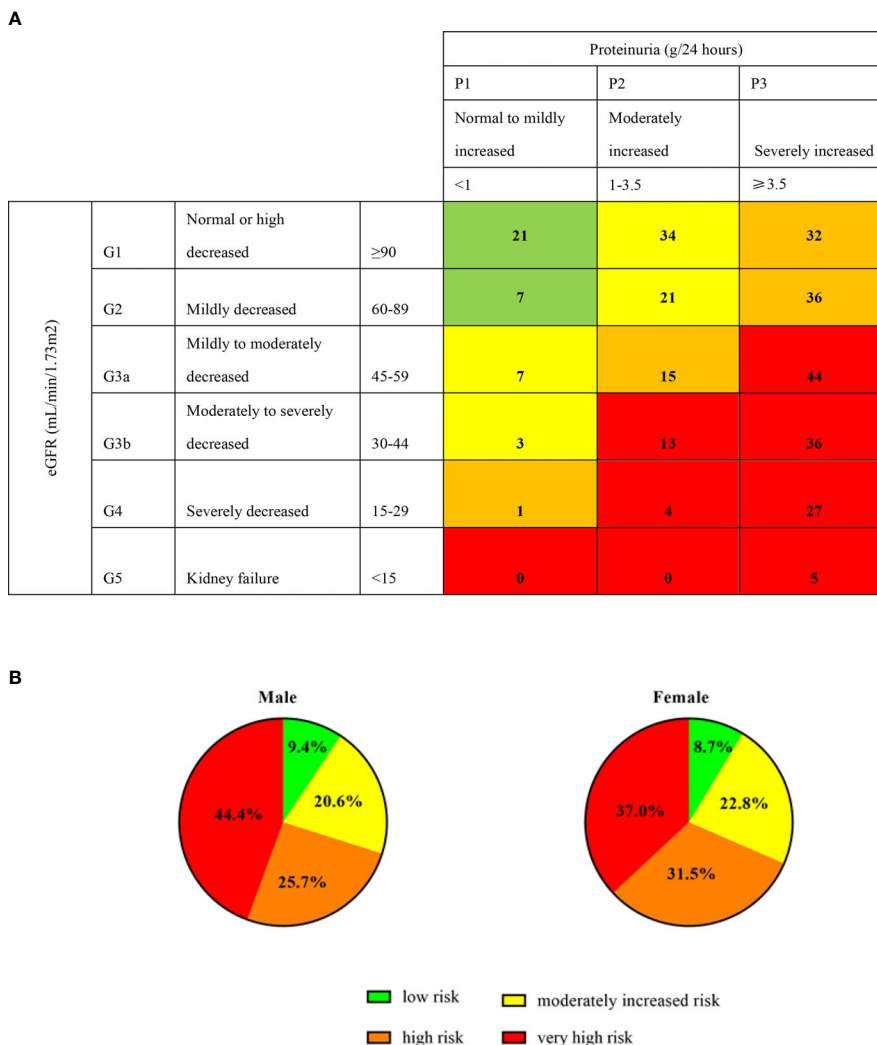 A
Proteinuria (g/24 hours)
P1 P2 P3
Normal to mildly increased Moderately increased Severely increased
<1 1-3.5 ⩾3.5
eGFR (mL/min/1.73m2)
G1 Normal or high decreased ≥90 21 34 32
G2 Mildly decreased 60-89 7 21 36
G3a Mildly to moderately decreased 45-59 7 15 44
G3b Moderately to severely decreased 30-44 3 13 36
G4 Severely decreased 15-29 1 4 27
G5 Kidney failure <15 0 0 5
B
Male Female
9.4% 8.7%
20.6% 22.8%
44.4% 37.0%
25.7% 31.5%
low risk moderately increased risk
high risk very high risk